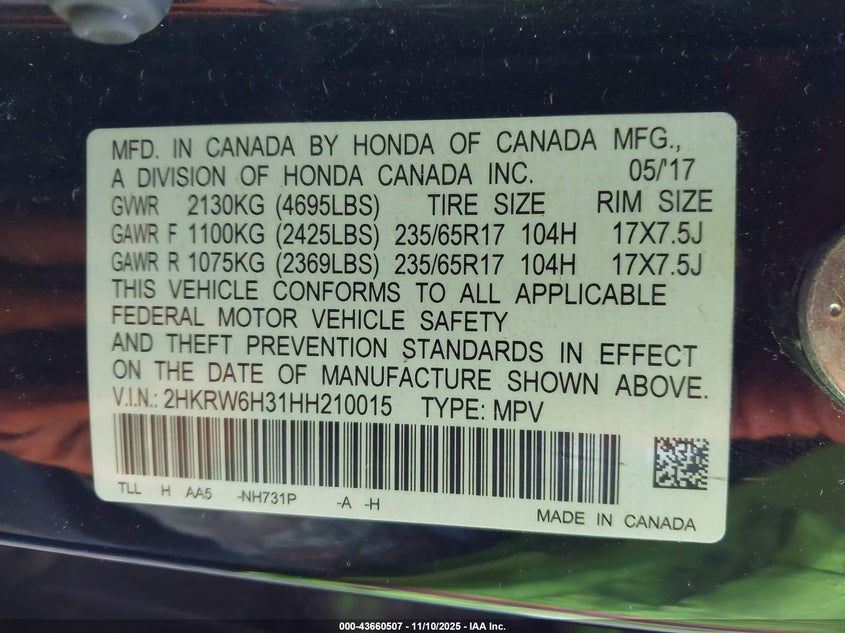 MFD. IN CANADA BY HONDA OF CANADA MFG.,
A DIVISION OF HONDA CANADA INC. 05/'17
GVWR 2130KG (4695LBS) TIRE SIZE RIM SIZE
GAWR F 1100KG (2425LBS) 235/65R17 104H 17X7.5J
GAWR R 1075KG (2369LBS) 235/65R17 104H 17X7.5J
THIS VEHICLE CONFORMS TO ALL APPLICABLE
FEDERAL MOTOR VEHICLE SAFETY
AND THEFT PREVENTION STANDARDS IN EFFECT
ON THE DATE OF MANUFACTURE SHOWN ABOVE.
V.I.N.: 2HKRW6H31HH210015 TYPE: MPV
TLL H AA5 -NH731P -A -H
MADE IN CANADA
000-43660507 - 11/10/2025 - IAA Inc.